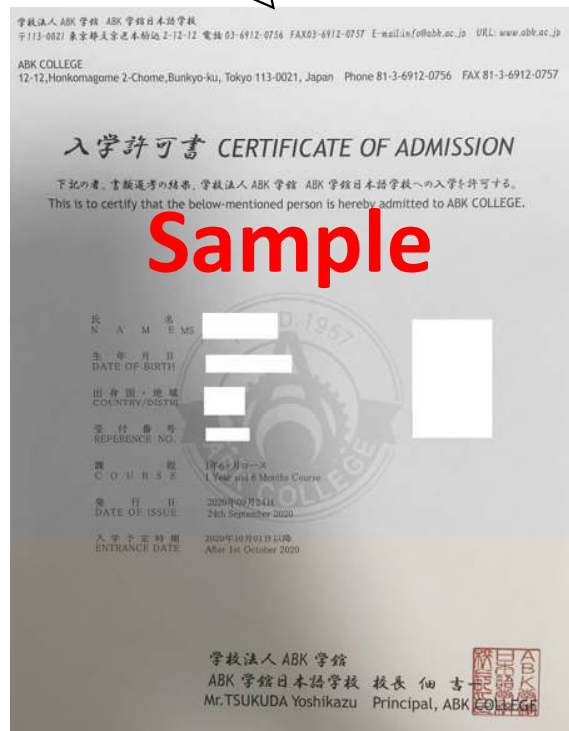 学校法人 ABK 学館 ABK 学館日本語学校
〒113-0021 東京都文京区本駒込 2-12-12 電話 03-6912-0756 FAX03-6912-0757 E-mail:info@abk.ac.jp URL: www.abk.ac.jp
ABK COLLEGE
12-12,Honkomagome 2-Chome,Bunkyo-ku, Tokyo 113-0021, Japan Phone 81-3-6912-0756 FAX 81-3-6912-0757
入学許可書 CERTIFICATE OF ADMISSION
下記の者、書類選考の結果、学校法人 ABK 学館 ABK 学館日本語学校への入学を許可する。
This is to certify that the below-mentioned person is hereby admitted to ABK COLLEGE.
Sample
氏 名
N A M E MS
生 年 月 日
DATE OF BIRTH
出 身 国 ・ 地 域
COUNTRY/DISTRI
受 付 番 号
REFERENCE NO.
課 程 1年6ヶ月コース
C O U R S E 1 Year and 6 Months Course
発 行 日 2020年09月24日
DATE OF ISSUE 24th September 2020
入 学 予 定 時 期 2020年10月01日以降
ENTRANCE DATE After 1st October 2020
D.1957
ABK COLLEGE
学校法人 ABK 学館
ABK 学館日本語学校 校長 佃 吉一
Mr.TSUKUDA Yoshikazu Principal, ABK COLLEGE